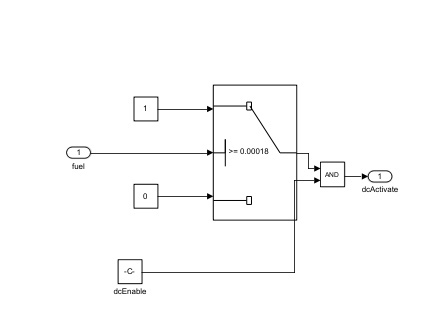 1
1
fuel
>= 0.00018
0
AND
1
dcActivate
-C-
dcEnable